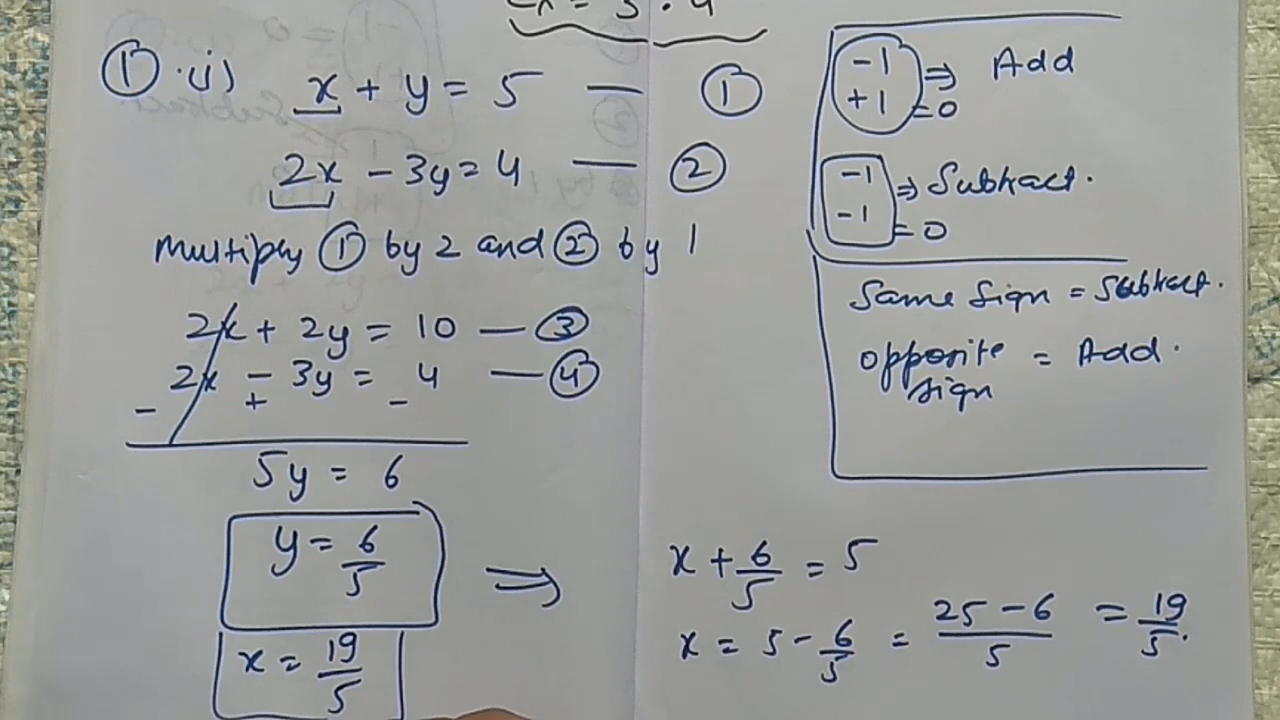 ① .(i) x + y = 5 — ①
2x - 3y = 4 — ②
Multiply ① by 2 and ② by 1
2x + 2y = 10 — ③
2x - 3y = 4 — ④
- + -
5y = 6
y = 6/5 ⇒
x = 19/5
-1 ⇒ Add
+1 = 0
-1 ⇒ Subtract.
-1 = 0
Same Sign = Subtract.
opposite = Add.
sign
x + 6/5 = 5
x = 5 - 6/5 = 25 - 6/5 = 19/5.